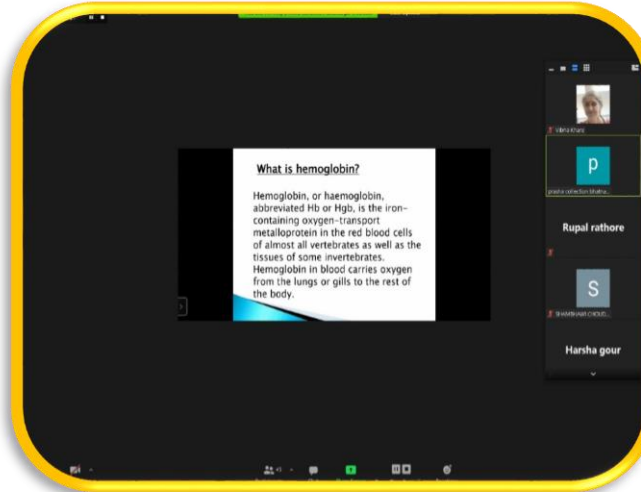 What is hemoglobin?
Hemoglobin, or haemoglobin,
abbreviated Hb or Hgb, is the iron-
containing oxygen-transport
metalloprotein in the red blood cells
of almost all vertebrates as well as the
tissues of some invertebrates.
Hemoglobin in blood carries oxygen
from the lungs or gills to the rest of
the body.
Vibha Khare
p
Rupal rathore
S
Harsha gour